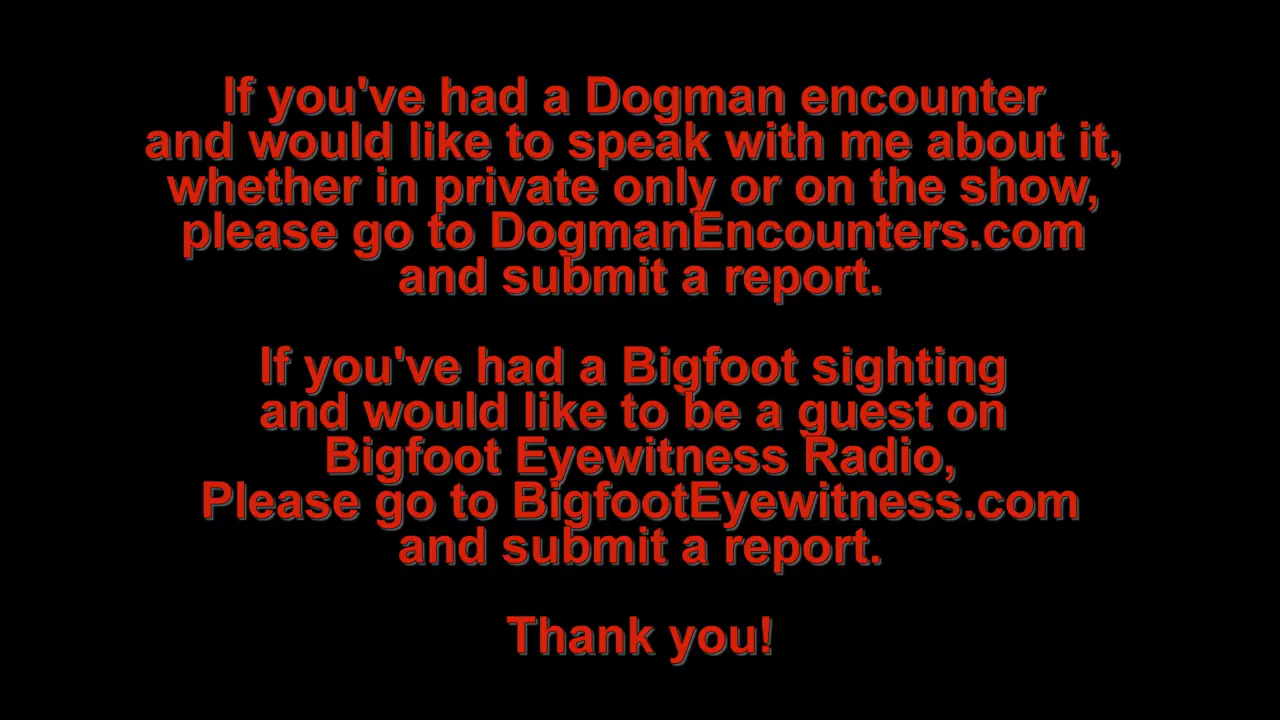 If you've had a Dogman encounter
and would like to speak with me about it,
whether in private only or on the show,
please go to DogmanEncounters.com
and submit a report.
If you've had a Bigfoot sighting
and would like to be a guest on
Bigfoot Eyewitness Radio,
Please go to BigfootEyewitness.com
and submit a report.
Thank you!